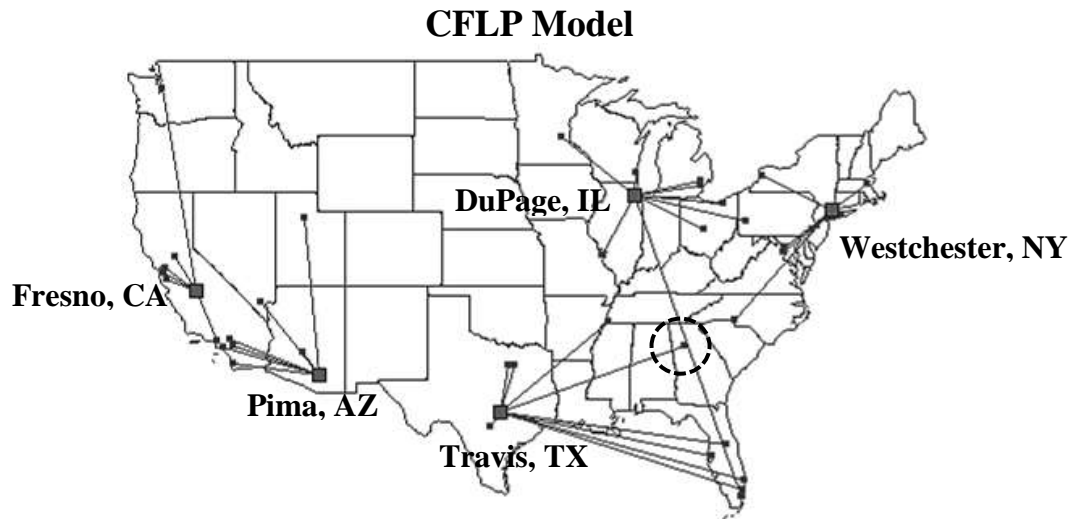 CFLP Model
DuPage, IL
Westchester, NY
Fresno, CA
Pima, AZ
Travis, TX